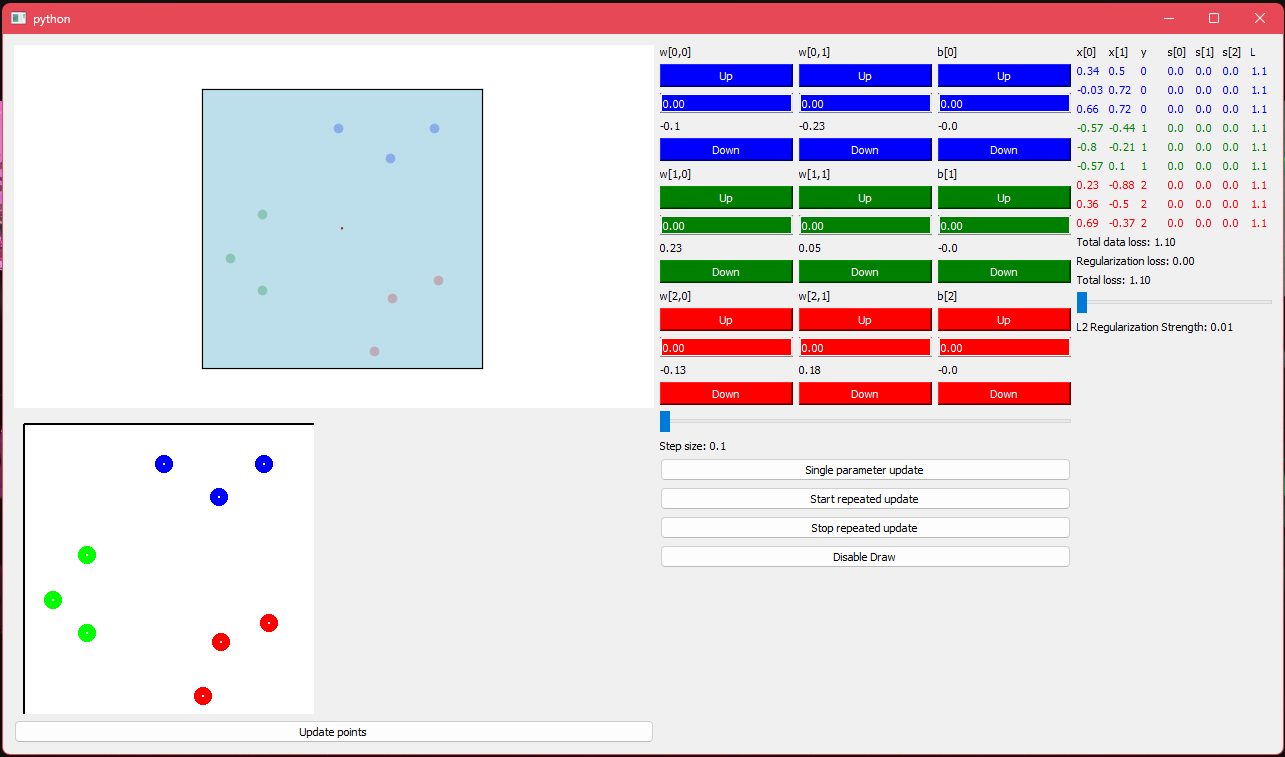 python
w[0,0] w[0,1] b[0]
Up Up Up
0.00 0.00 0.00
-0.1 -0.23 -0.0
Down Down Down
w[1,0] w[1,1] b[1]
Up Up Up
0.00 0.00 0.00
0.23 0.05 -0.0
Down Down Down
w[2,0] w[2,1] b[2]
Up Up Up
0.00 0.00 0.00
-0.13 0.18 -0.0
Down Down Down
Step size: 0.1
Single parameter update
Start repeated update
Stop repeated update
Disable Draw
x[0] x[1] y s[0] s[1] s[2] L
0.34 0.5 0 0.0 0.0 0.0 1.1
-0.03 0.72 0 0.0 0.0 0.0 1.1
0.66 0.72 0 0.0 0.0 0.0 1.1
-0.57 -0.44 1 0.0 0.0 0.0 1.1
-0.8 -0.21 1 0.0 0.0 0.0 1.1
-0.57 0.1 1 0.0 0.0 0.0 1.1
0.23 -0.88 2 0.0 0.0 0.0 1.1
0.36 -0.5 2 0.0 0.0 0.0 1.1
0.69 -0.37 2 0.0 0.0 0.0 1.1
Total data loss: 1.10
Regularization loss: 0.00
Total loss: 1.10
L2 Regularization Strength: 0.01
Update points